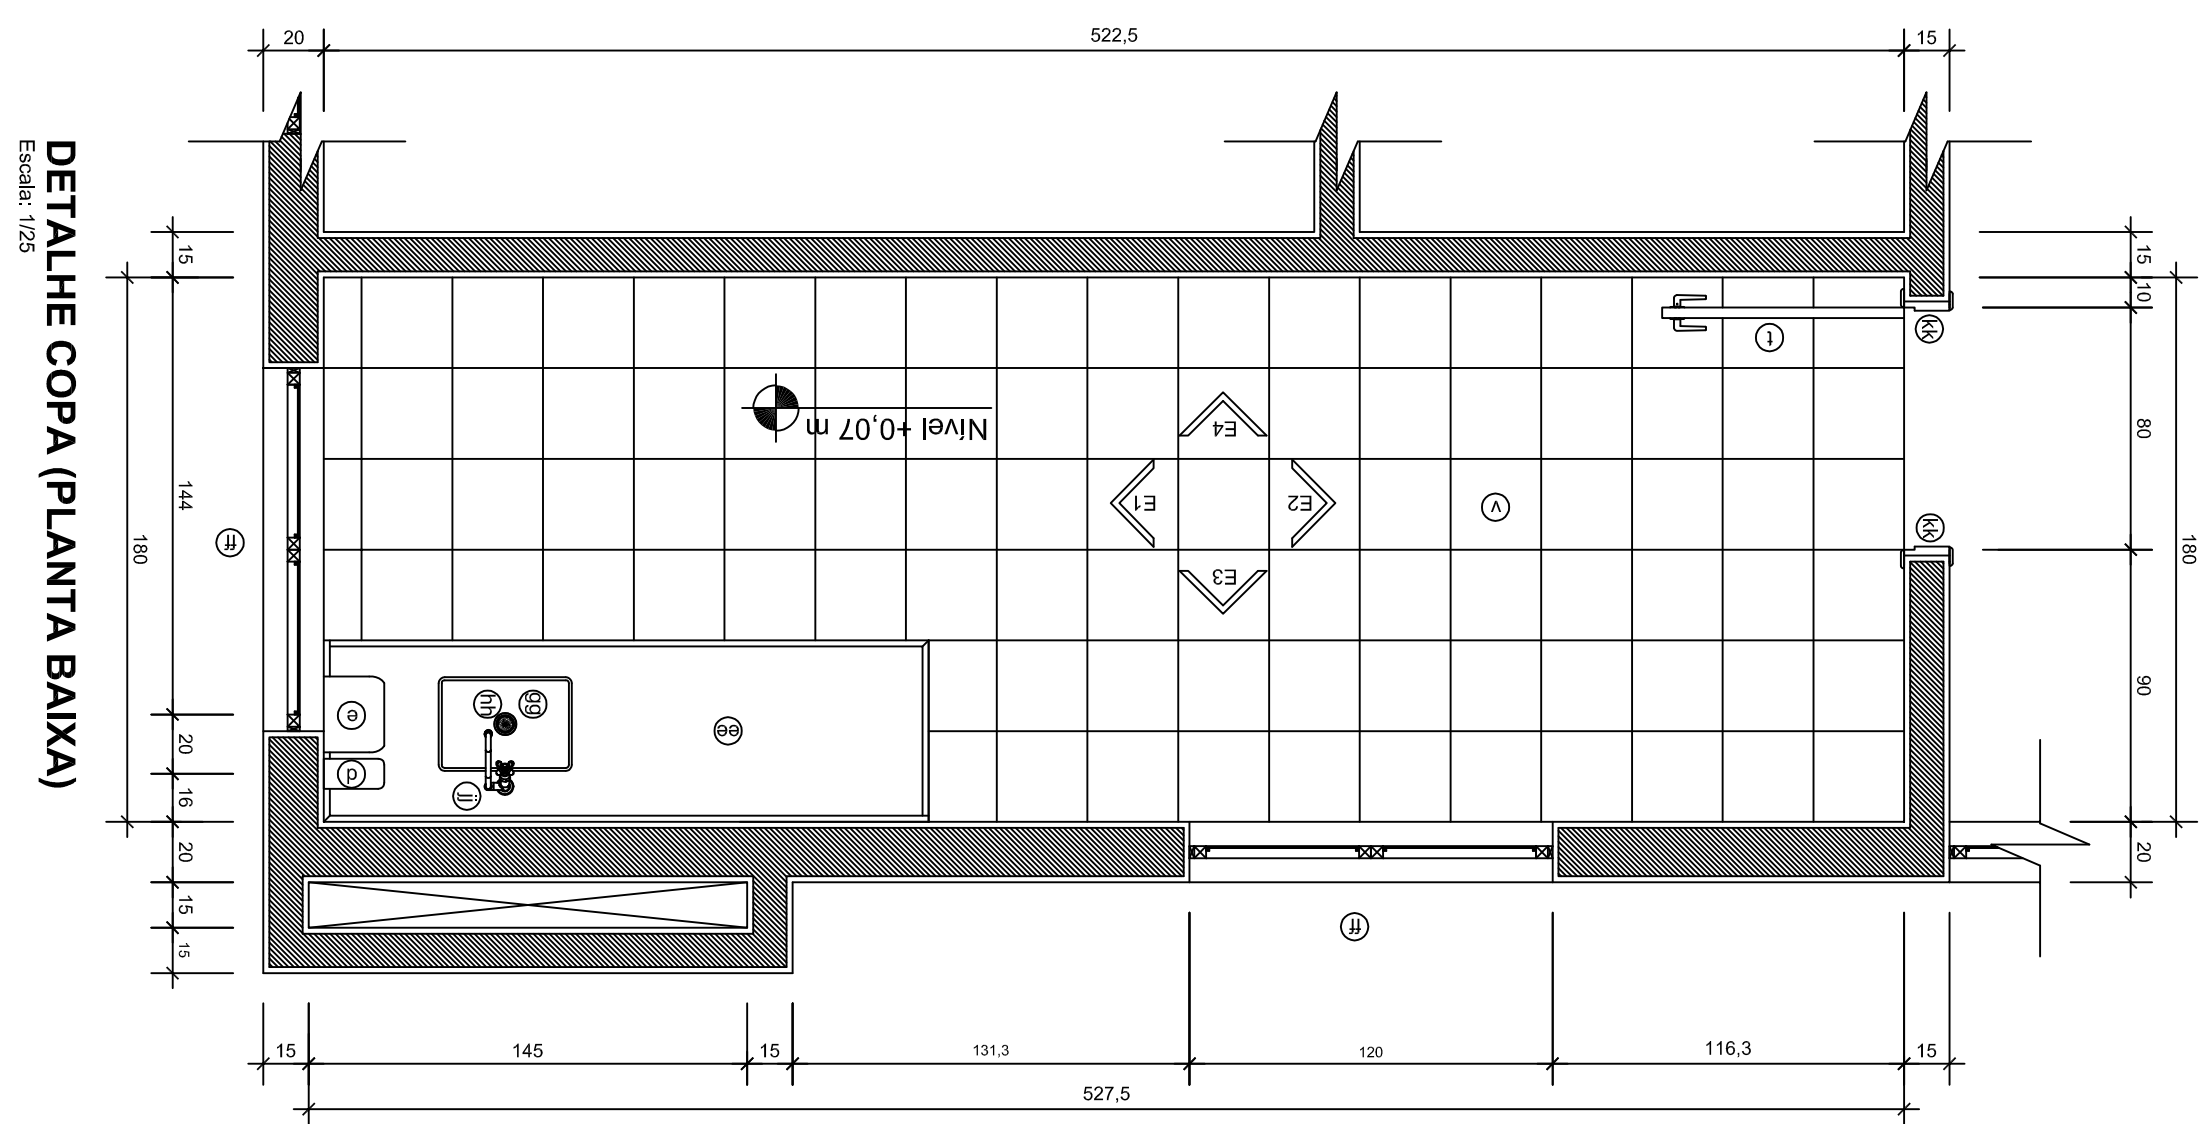 20
522,5
15
DETALHE COPA (PLANTA BAIXA)
Escala: 1/25
15
144
180
20
16
20
15
15
ff
15
10
80
90
180
20
kk
kk
t
Nível +0,07 m
E4
E1
E2
E3
v
e
d
hh
gg
jj
ee
ff
15
145
15
131,3
120
116,3
15
527,5